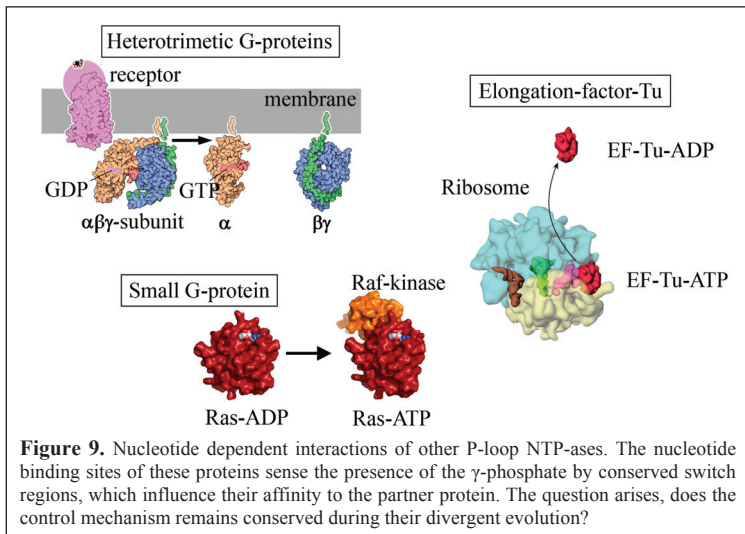 Heterotrimetic G-proteins
receptor
membrane
GDP
GTP
αβγ-subunit
α
βγ
Elongation-factor-Tu
EF-Tu-ADP
Ribosome
EF-Tu-ATP
Small G-protein
Raf-kinase
Ras-ADP
Ras-ATP
Figure 9. Nucleotide dependent interactions of other P-loop NTP-ases. The nucleotide
binding sites of these proteins sense the presence of the γ-phosphate by conserved switch
regions, which influence their affinity to the partner protein. The question arises, does the
control mechanism remains conserved during their divergent evolution?